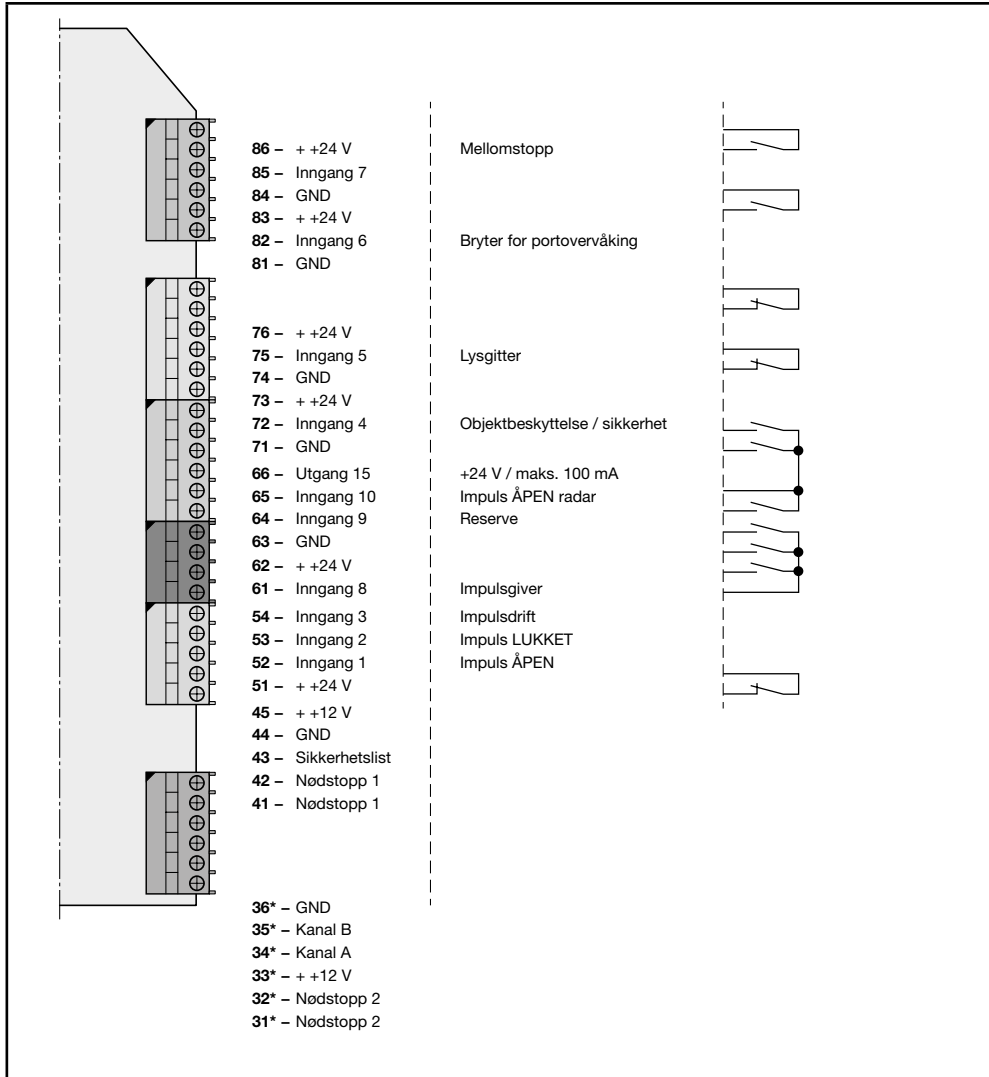 86 – + +24 V Mellomstopp
85 – Inngang 7
84 – GND
83 – + +24 V
82 – Inngang 6 Bryter for portovervåking
81 – GND
76 – + +24 V
75 – Inngang 5 Lysgitter
74 – GND
73 – + +24 V
72 – Inngang 4 Objektbeskyttelse / sikkerhet
71 – GND
66 – Utgang 15 +24 V / maks. 100 mA
65 – Inngang 10 Impuls ÅPEN radar
64 – Inngang 9 Reserve
63 – GND
62 – + +24 V
61 – Inngang 8 Impulsgiver
54 – Inngang 3 Impulsdrift
53 – Inngang 2 Impuls LUKKET
52 – Inngang 1 Impuls ÅPEN
51 – + +24 V
45 – + +12 V
44 – GND
43 – Sikkerhetslist
42 – Nødstopp 1
41 – Nødstopp 1
36* – GND
35* – Kanal B
34* – Kanal A
33* – + +12 V
32* – Nødstopp 2
31* – Nødstopp 2